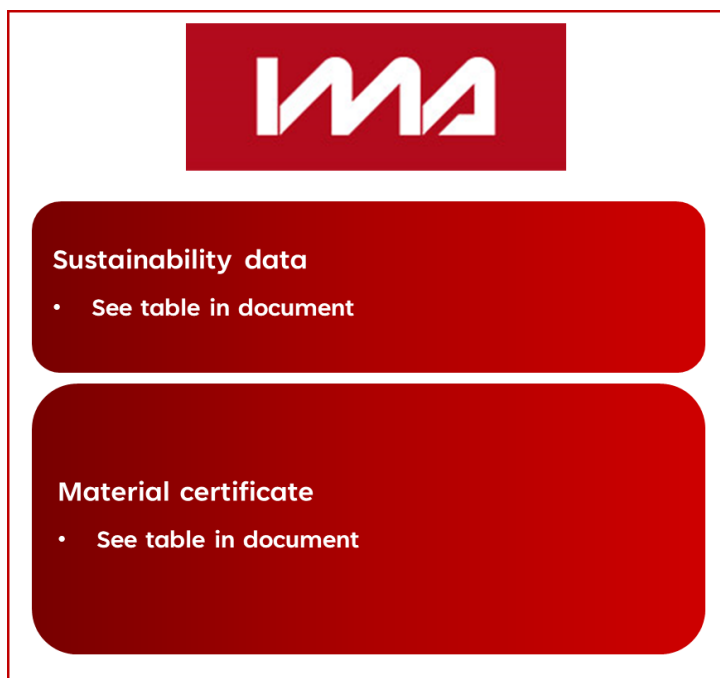 IMA
Sustainability data
• See table in document
Material certificate
• See table in document